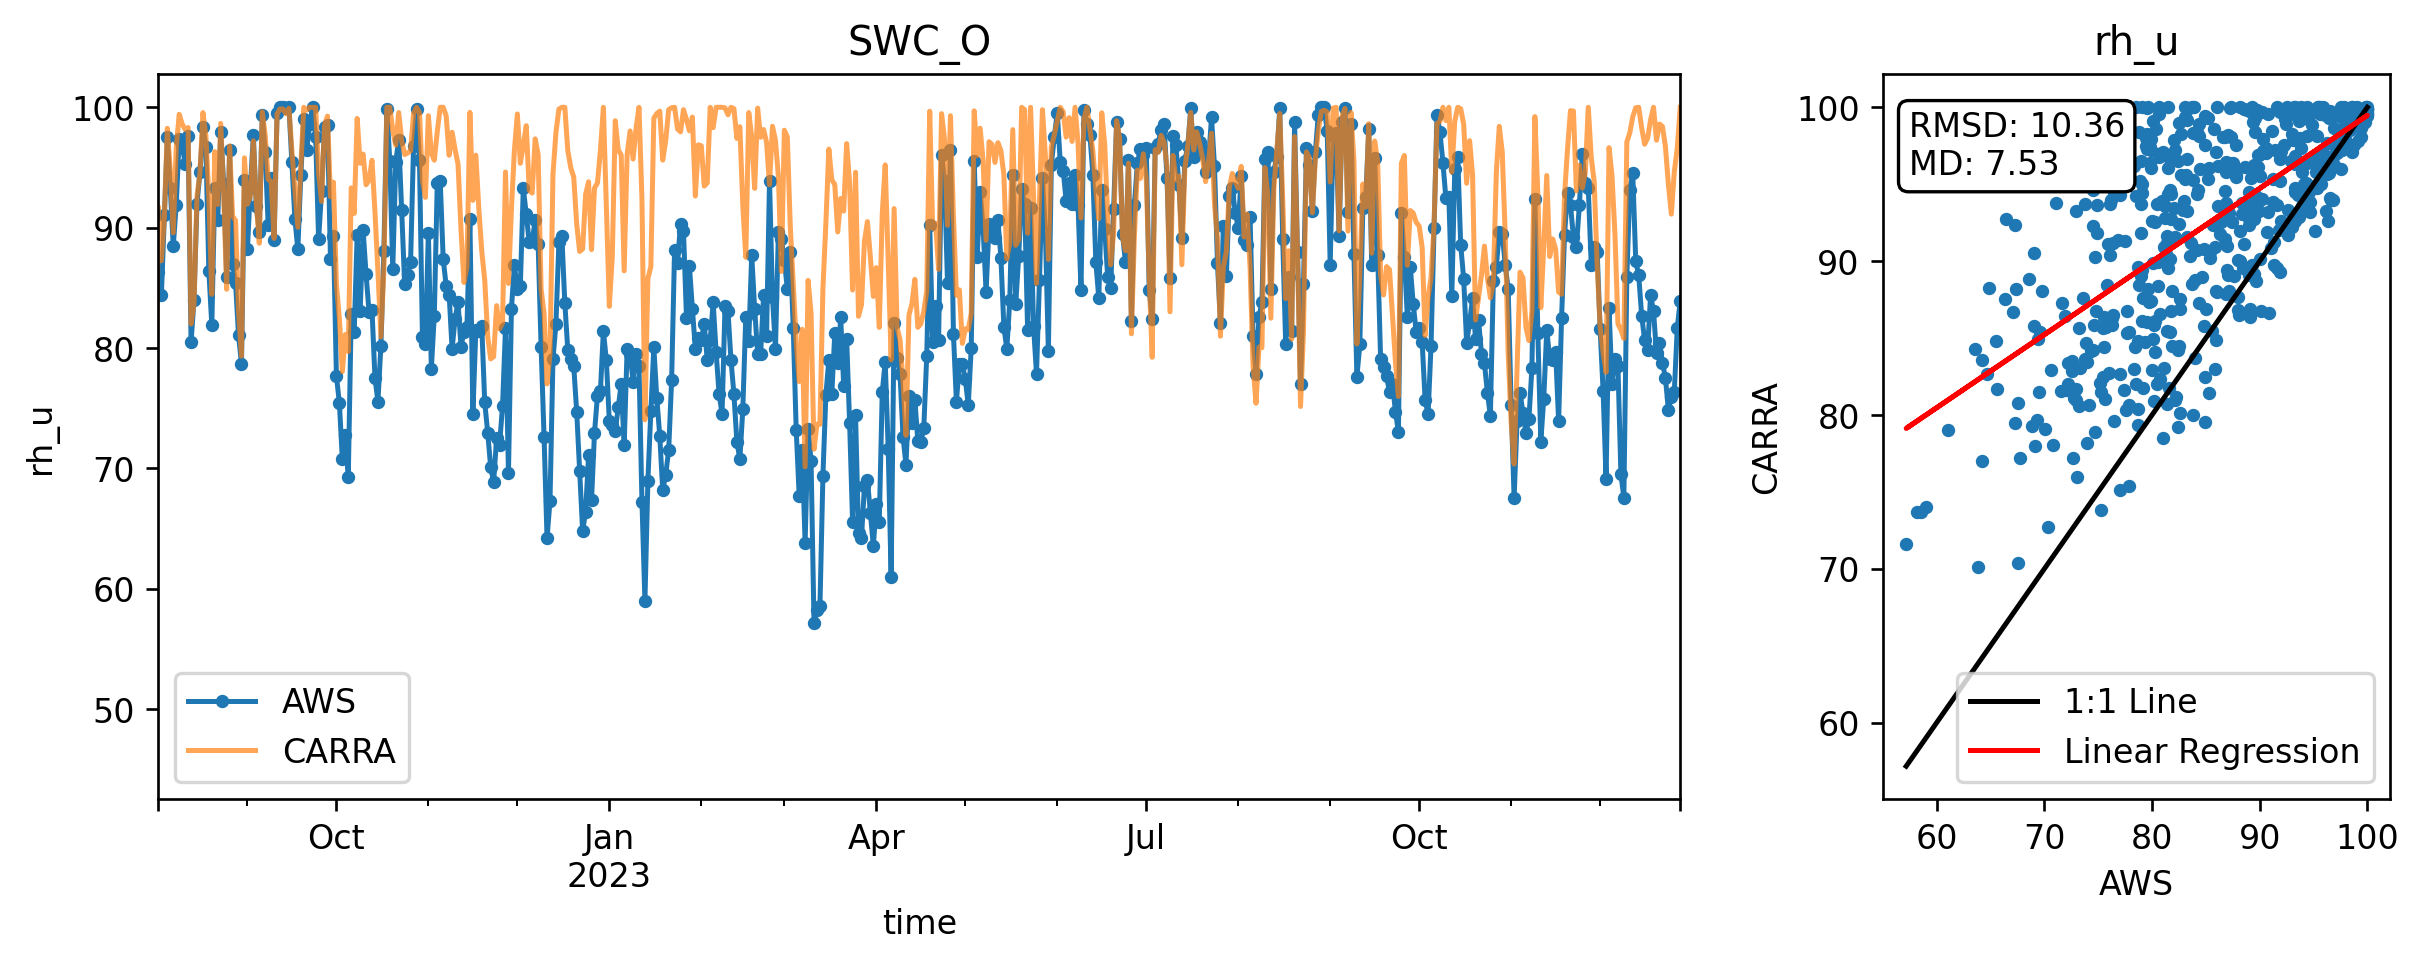 SWC_O
rh_u
100
90
80
70
60
50
AWS
CARRA
Oct
Jan
2023
Apr
Jul
Oct
time
rh_u
CARRA
100
90
80
70
60
RMSD: 10.36
MD: 7.53
1:1 Line
Linear Regression
60
70
80
90
100
AWS